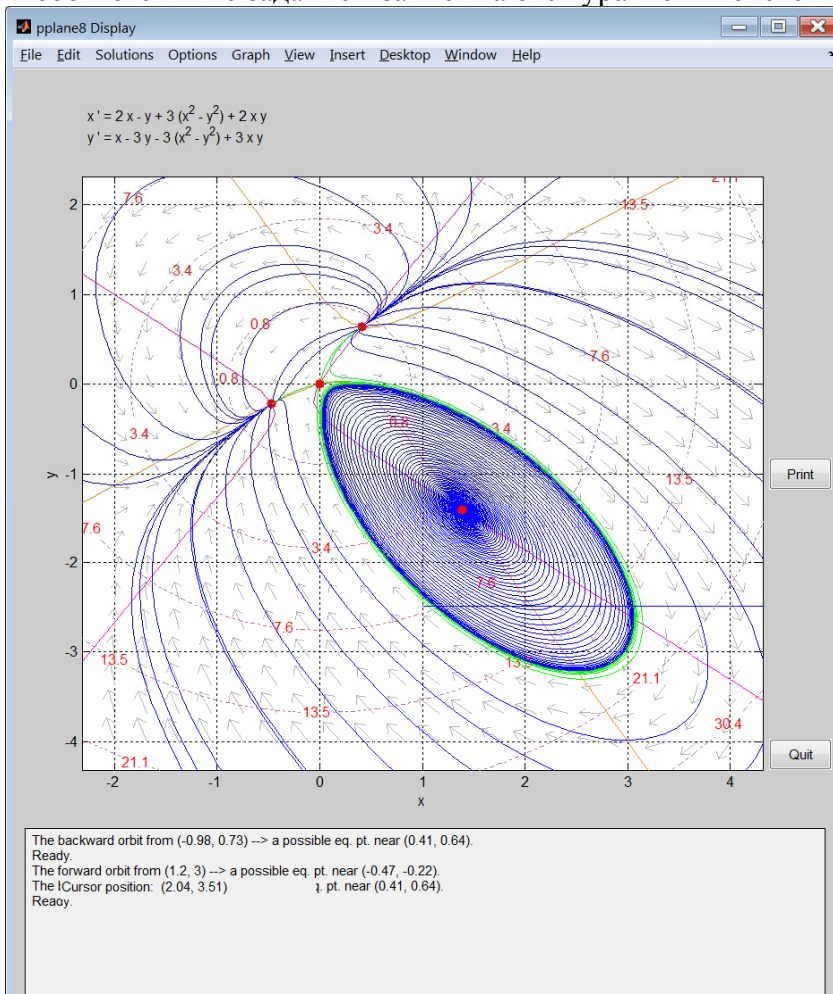 pplane8 Display
File Edit Solutions Options Graph View Insert Desktop Window Help
x ' = 2 x - y + 3 (x² - y²) + 2 x y
y ' = x - 3 y - 3 (x² - y²) + 3 x y
7.6
13.5
3.4
3.4
0.8
7.6
0.8
3.4
0.8
3.4
13.5
7.6
3.4
7.6
7.6
13.5
13.5
21.1
13.5
30.4
21.1
2
1
0
-1
-2
-3
-4
y
-2 -1 0 1 2 3 4
x
Print
Quit
The backward orbit from (-0.98, 0.73) --> a possible eq. pt. near (0.41, 0.64).
Ready.
The forward orbit from (1.2, 3) --> a possible eq. pt. near (-0.47, -0.22).
Cursor position: (2.04, 3.51) pt. near (0.41, 0.64).
Ready.